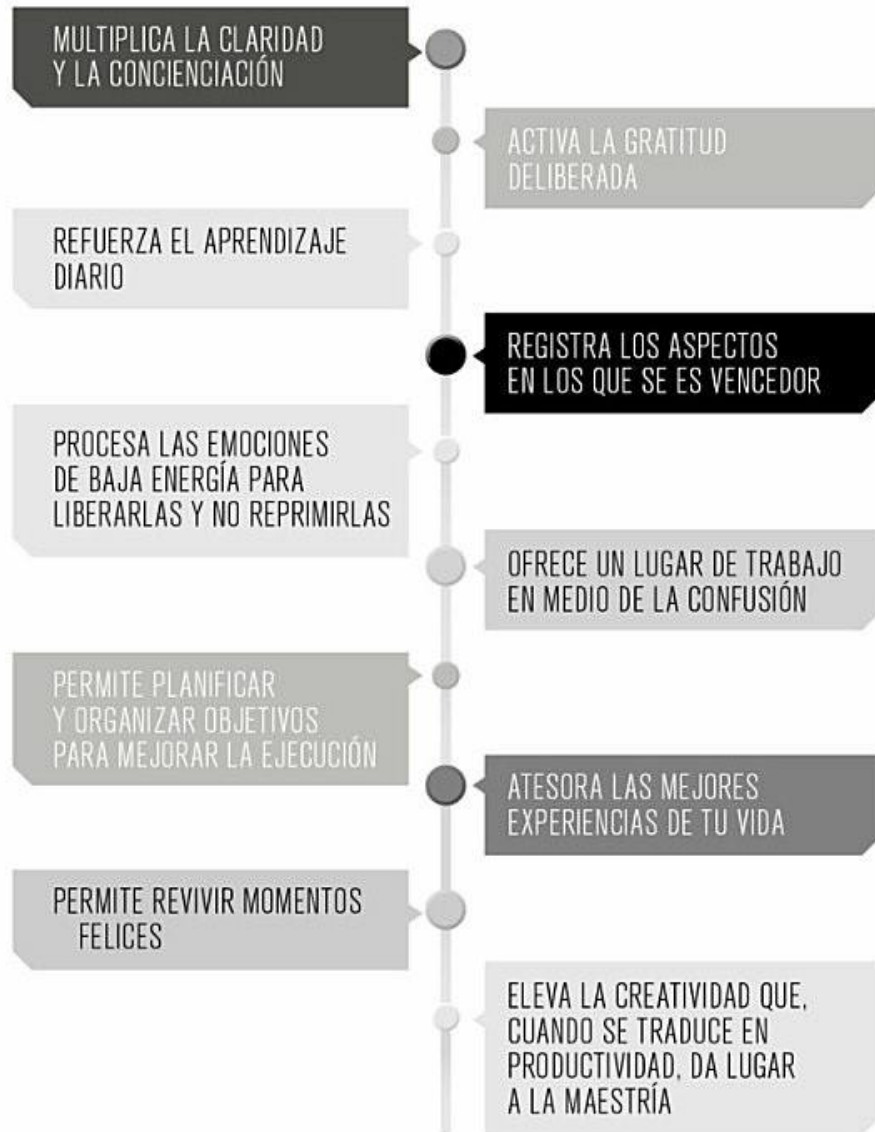 MULTIPLICA LA CLARIDAD
Y LA CONCIENCIACIÓN
ACTIVA LA GRATITUD
DELIBERADA
REFUERZA EL APRENDIZAJE
DIARIO
REGISTRA LOS ASPECTOS
EN LOS QUE SE ES VENCEDOR
PROCESA LAS EMOCIONES
DE BAJA ENERGÍA PARA
LIBERARLAS Y NO REPRIMIRLAS
OFRECE UN LUGAR DE TRABAJO
EN MEDIO DE LA CONFUSIÓN
PERMITE PLANIFICAR
Y ORGANIZAR OBJETIVOS
PARA MEJORAR LA EJECUCIÓN
ATESORA LAS MEJORES
EXPERIENCIAS DE TU VIDA
PERMITE REVIVIR MOMENTOS
FELICES
ELEVA LA CREATIVIDAD QUE,
CUANDO SE TRADUCE EN
PRODUCTIVIDAD, DA LUGAR
A LA MAESTRÍA